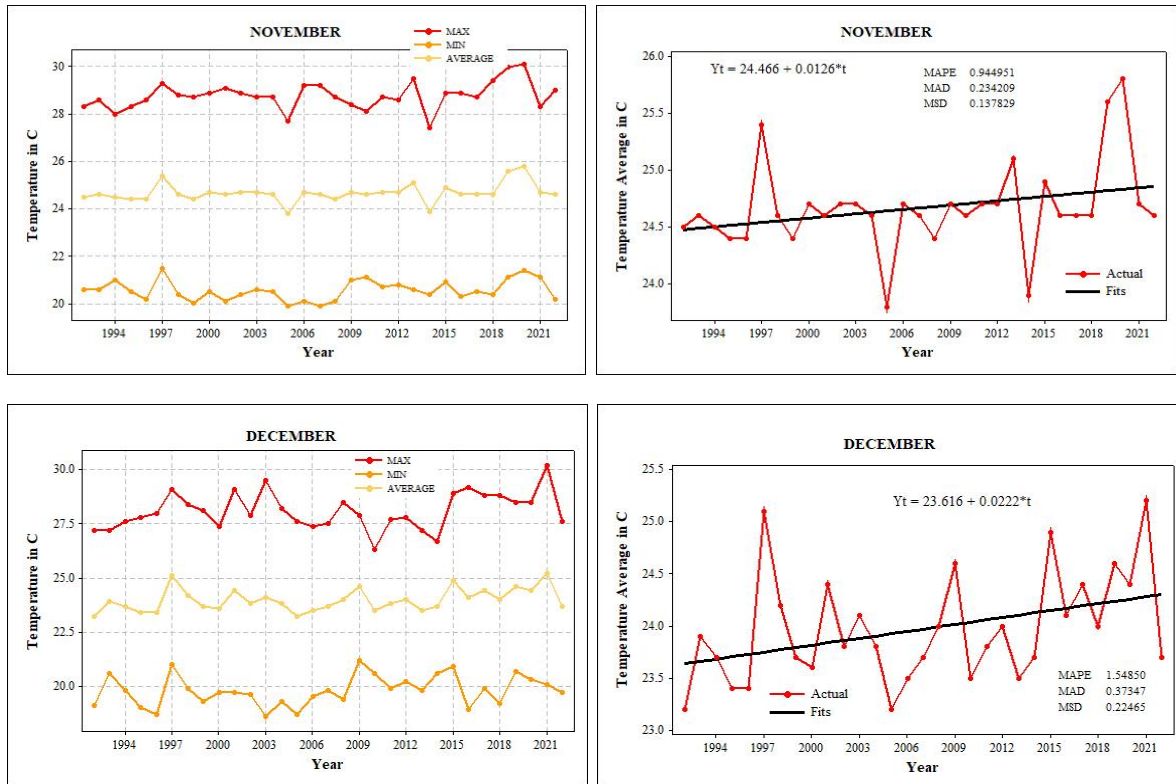 NOVEMBER
MAX
MIN
AVERAGE
Temperature in C
30
28
26
24
22
20
1994 1997 2000 2003 2006 2009 2012 2015 2018 2021
Year
NOVEMBER
Yt = 24.466 + 0.0126*t
MAPE 0.944951
MAD 0.234209
MSD 0.137829
Temperature Average in C
26.0
25.5
25.0
24.5
24.0
Actual
Fits
1994 1997 2000 2003 2006 2009 2012 2015 2018 2021
Year
DECEMBER
MAX
MIN
AVERAGE
Temperature in C
30.0
27.5
25.0
22.5
20.0
1994 1997 2000 2003 2006 2009 2012 2015 2018 2021
Year
DECEMBER
Yt = 23.616 + 0.0222*t
Temperature Average in C
25.5
25.0
24.5
24.0
23.5
23.0
MAPE 1.54850
MAD 0.37347
MSD 0.22465
Actual
Fits
1994 1997 2000 2003 2006 2009 2012 2015 2018 2021
Year